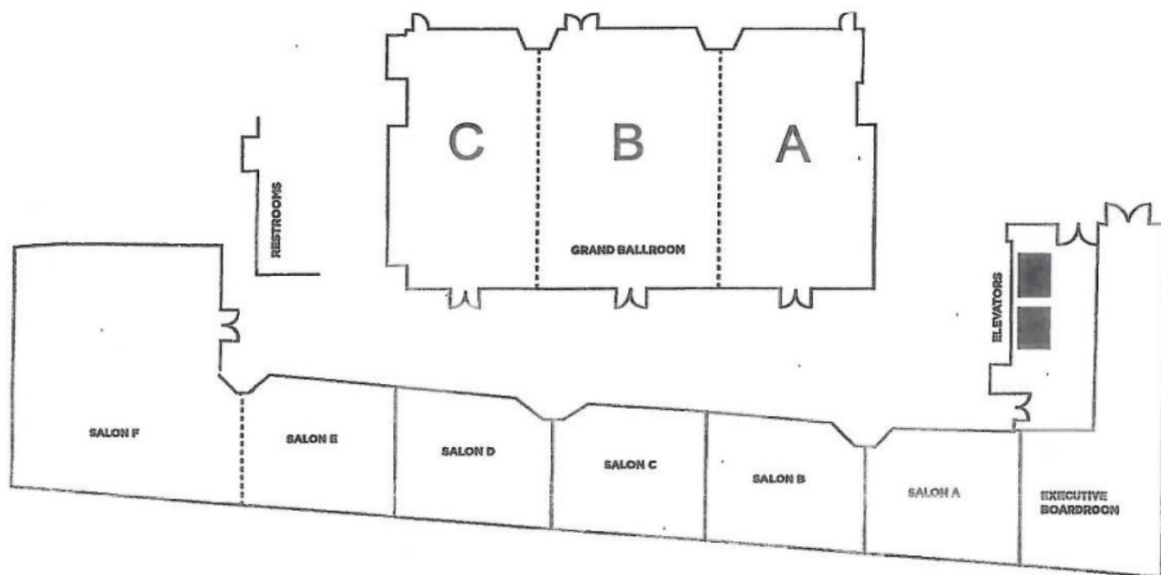 C
B
A
RESTROOMS
GRAND BALLROOM
ELEVATORS
SALON F
SALON E
SALON D
SALON C
SALON B
SALON A
EXECUTIVE
BOARDROOM